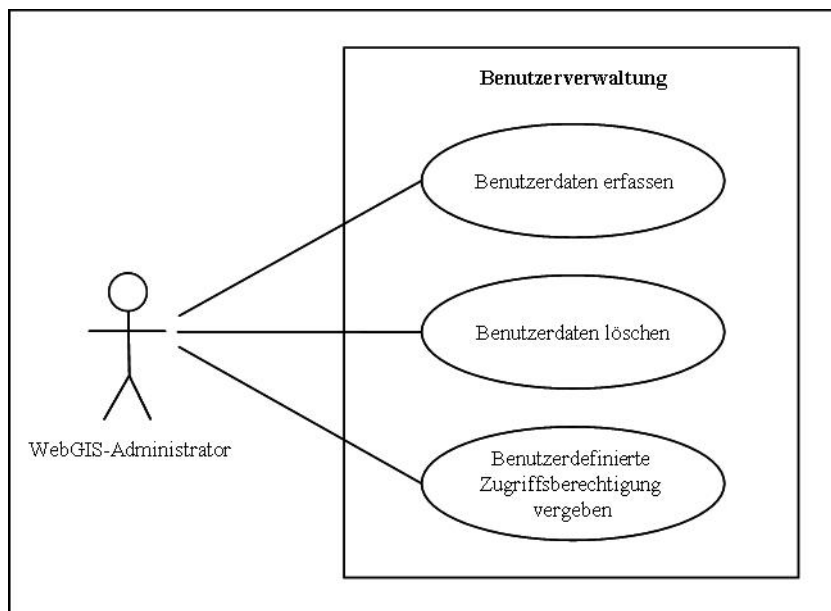 Benutzerverwaltung
Benutzerdaten erfassen
Benutzerdaten löschen
WebGIS-Administrator
Benutzerdefinierte
Zugriffsberechtigung
vergeben